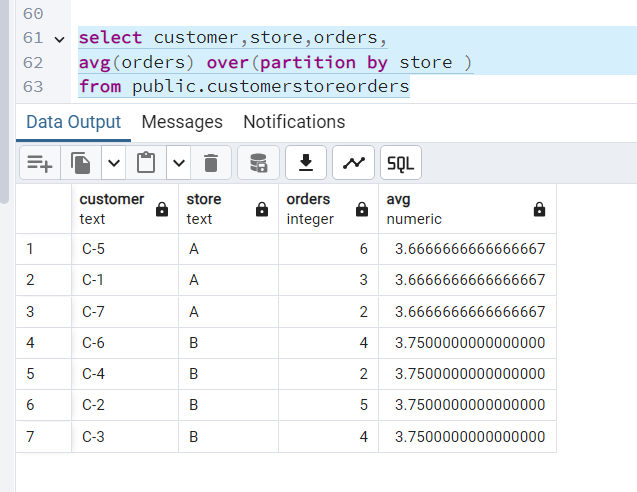 60
61 select customer,store,orders,
62 avg(orders) over(partition by store )
63 from public.customerstoreorders
Data Output Messages Notifications
SQL
customer store orders avg
text text integer numeric
1 C-5 A 6 3.6666666666666667
2 C-1 A 3 3.6666666666666667
3 C-7 A 2 3.6666666666666667
4 C-6 B 4 3.7500000000000000
5 C-4 B 2 3.7500000000000000
6 C-2 B 5 3.7500000000000000
7 C-3 B 4 3.7500000000000000